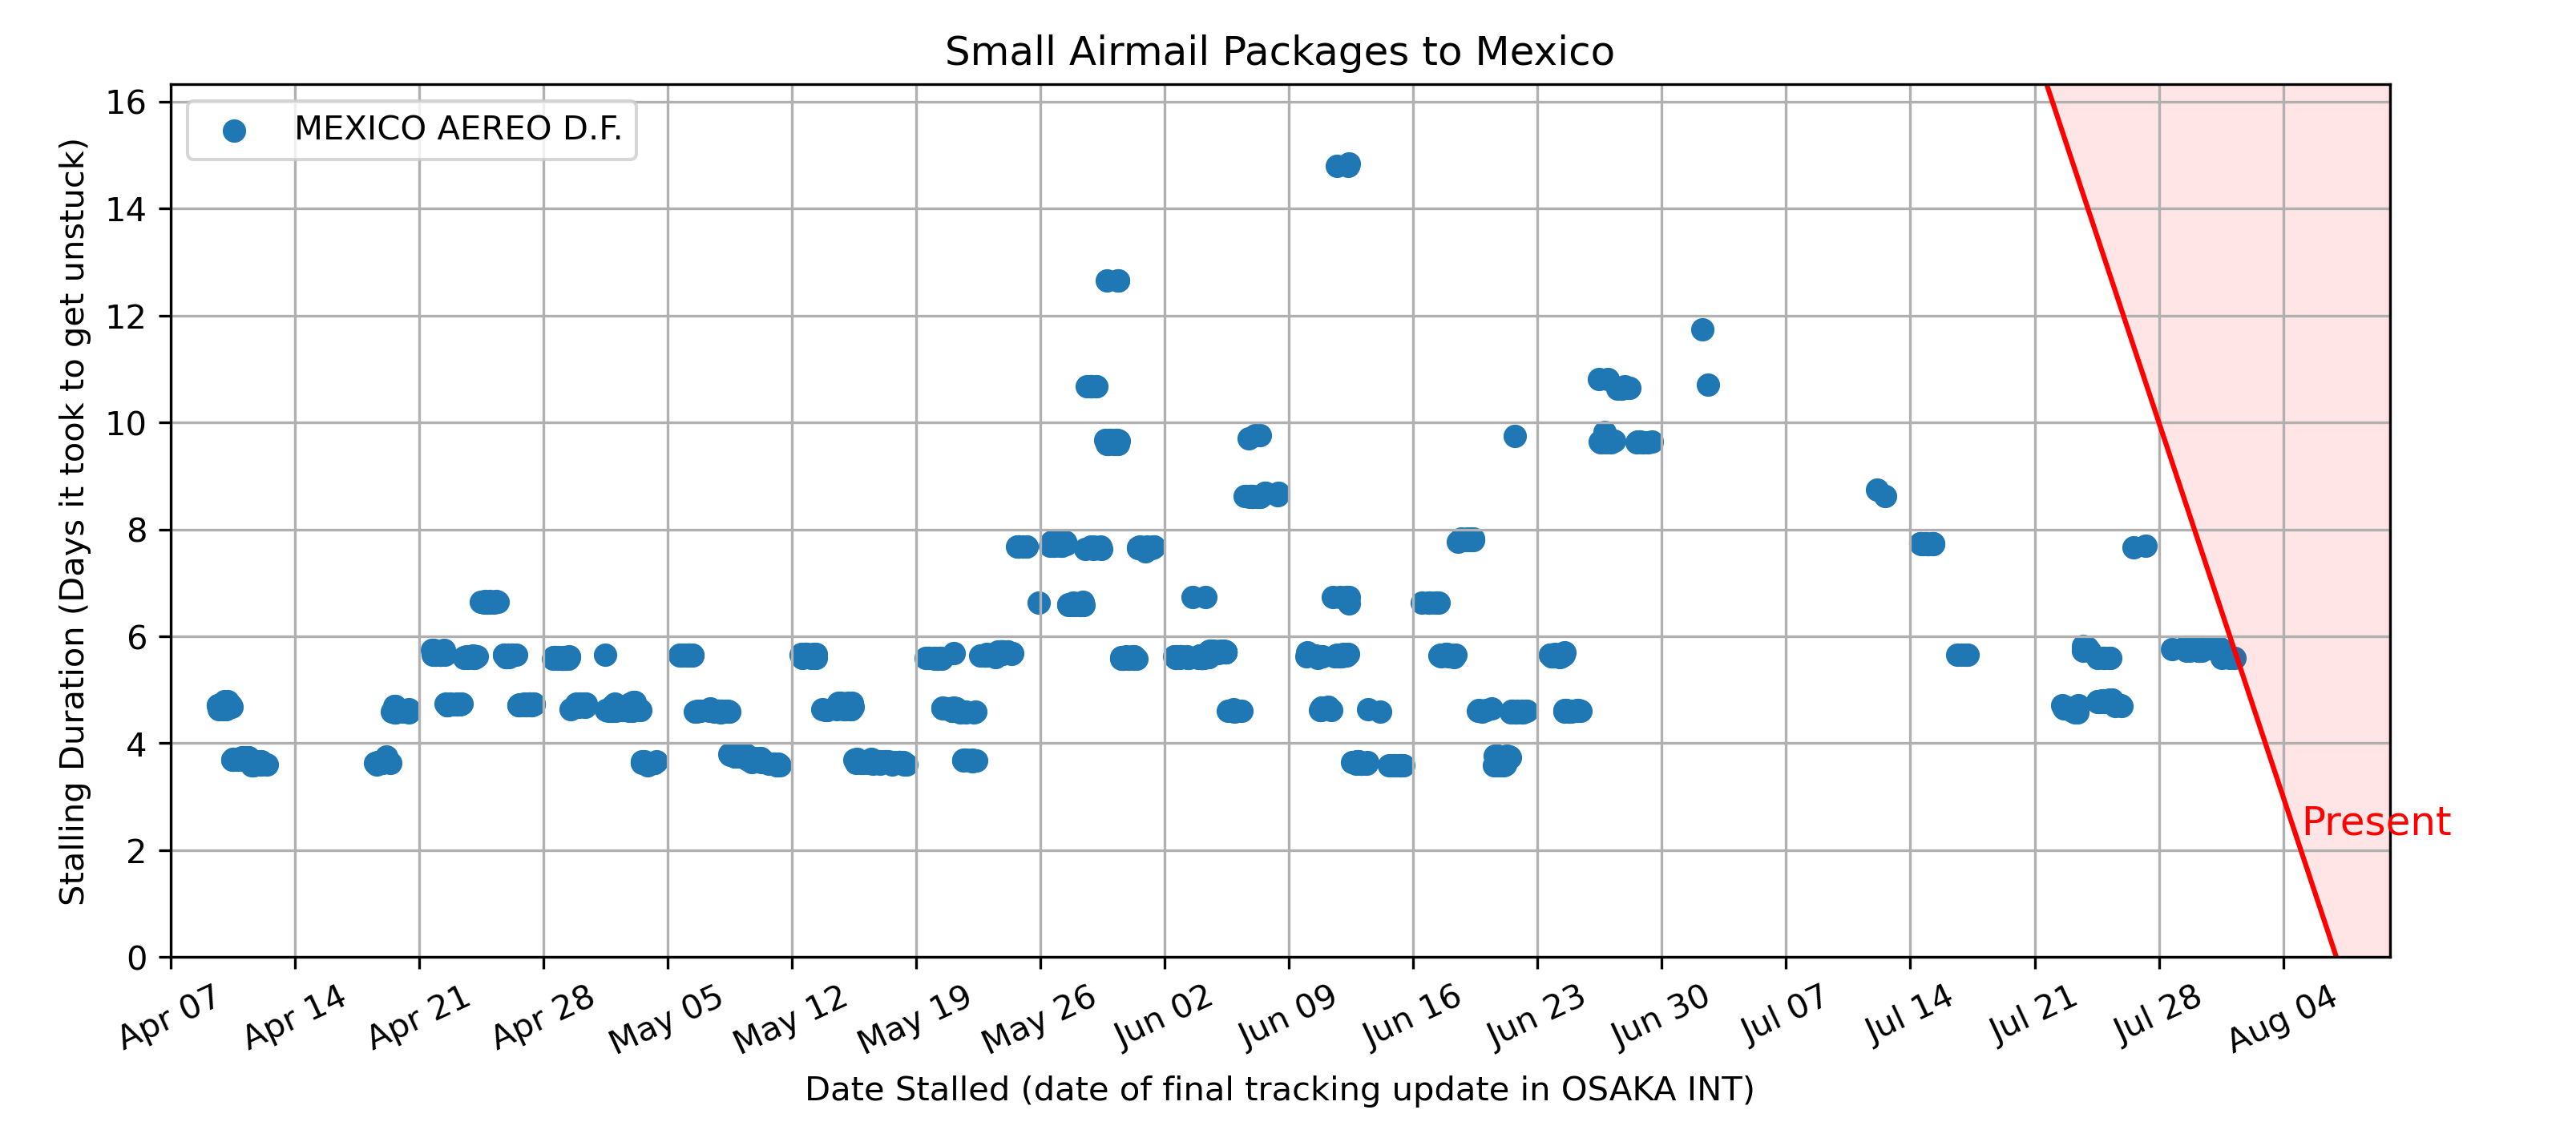 Small Airmail Packages to Mexico
MEXICO AEREO D.F.
Stalling Duration (Days it took to get unstuck)
16
14
12
10
8
6
4
2
0
Present
Apr 07
Apr 14
Apr 21
Apr 28
May 05
May 12
May 19
May 26
Jun 02
Jun 09
Jun 16
Jun 23
Jun 30
Jul 07
Jul 14
Jul 21
Jul 28
Aug 04
Date Stalled (date of final tracking update in OSAKA INT)